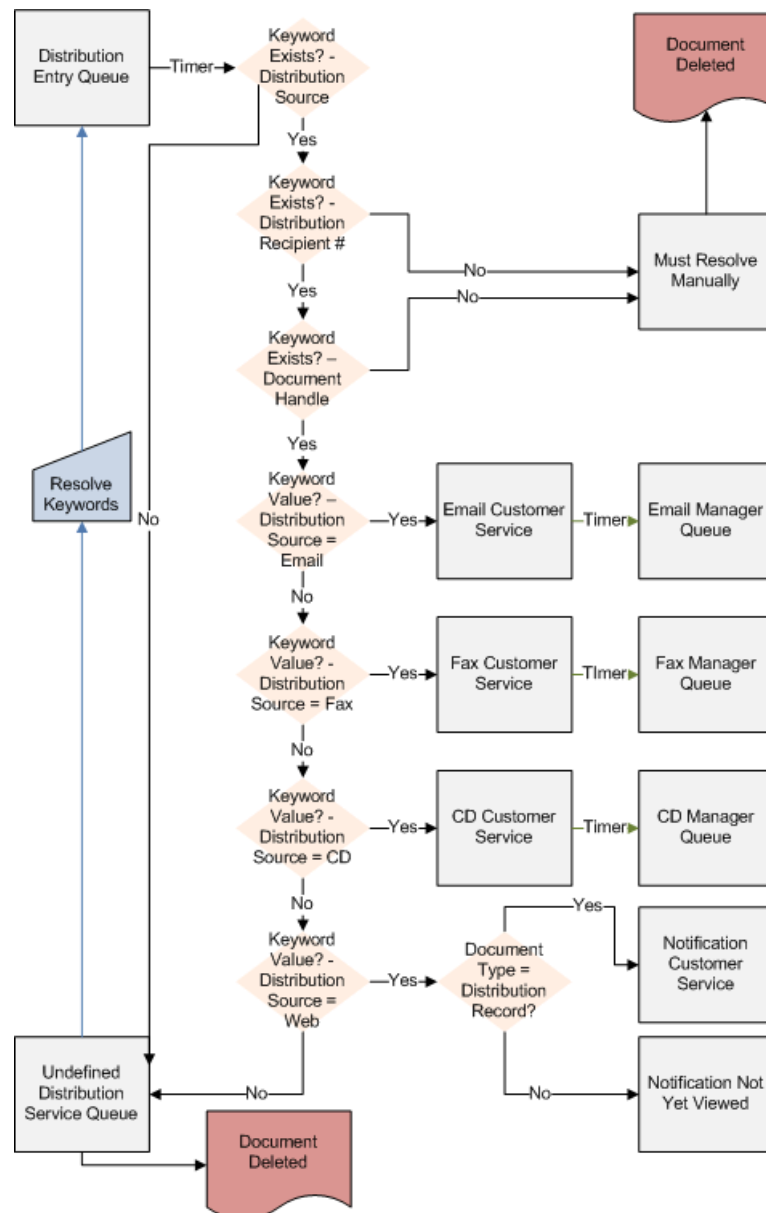 Distribution
Entry Queue
Timer
Keyword
Exists? -
Distribution
Source
Document
Deleted
Yes
Keyword
Exists? -
Distribution
Recipient #
No
Must Resolve
Manually
Yes
No
Keyword
Exists? –
Document
Handle
Yes
Resolve
Keywords
No
Keyword
Value? –
Distribution
Source =
Email
Yes
Email Customer
Service
Timer
Email Manager
Queue
No
Keyword
Value? -
Distribution
Source = Fax
Yes
Fax Customer
Service
TImer
Fax Manager
Queue
No
Keyword
Value? -
Distribution
Source = CD
Yes
CD Customer
Service
Timer
CD Manager
Queue
No
Keyword
Value? -
Distribution
Source =
Web
Yes
Document
Type =
Distribution
Record?
Yes
Notification
Customer
Service
No
Notification Not
Yet Viewed
No
Undefined
Distribution
Service Queue
Document
Deleted